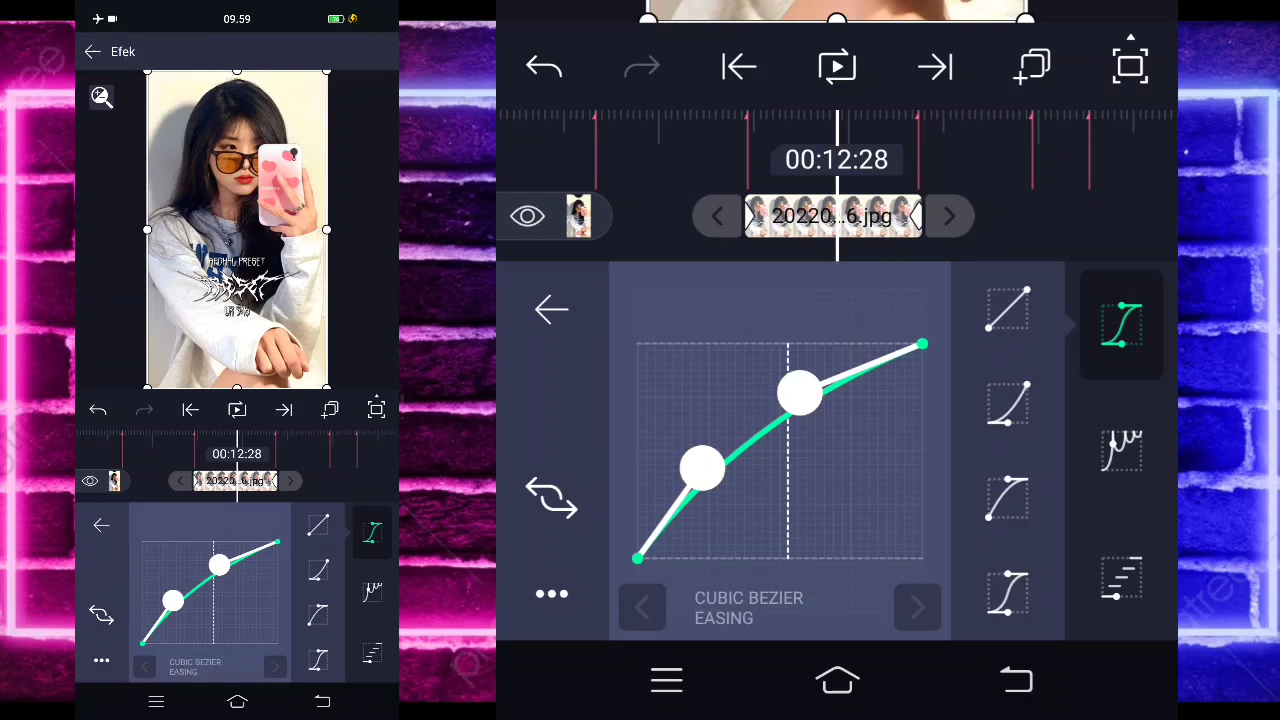 09.59
Efek
00:12:28
20220...6.jpg
CUBIC BEZIER
EASING
00:12:28
20220...6.jpg
CUBIC BEZIER
EASING